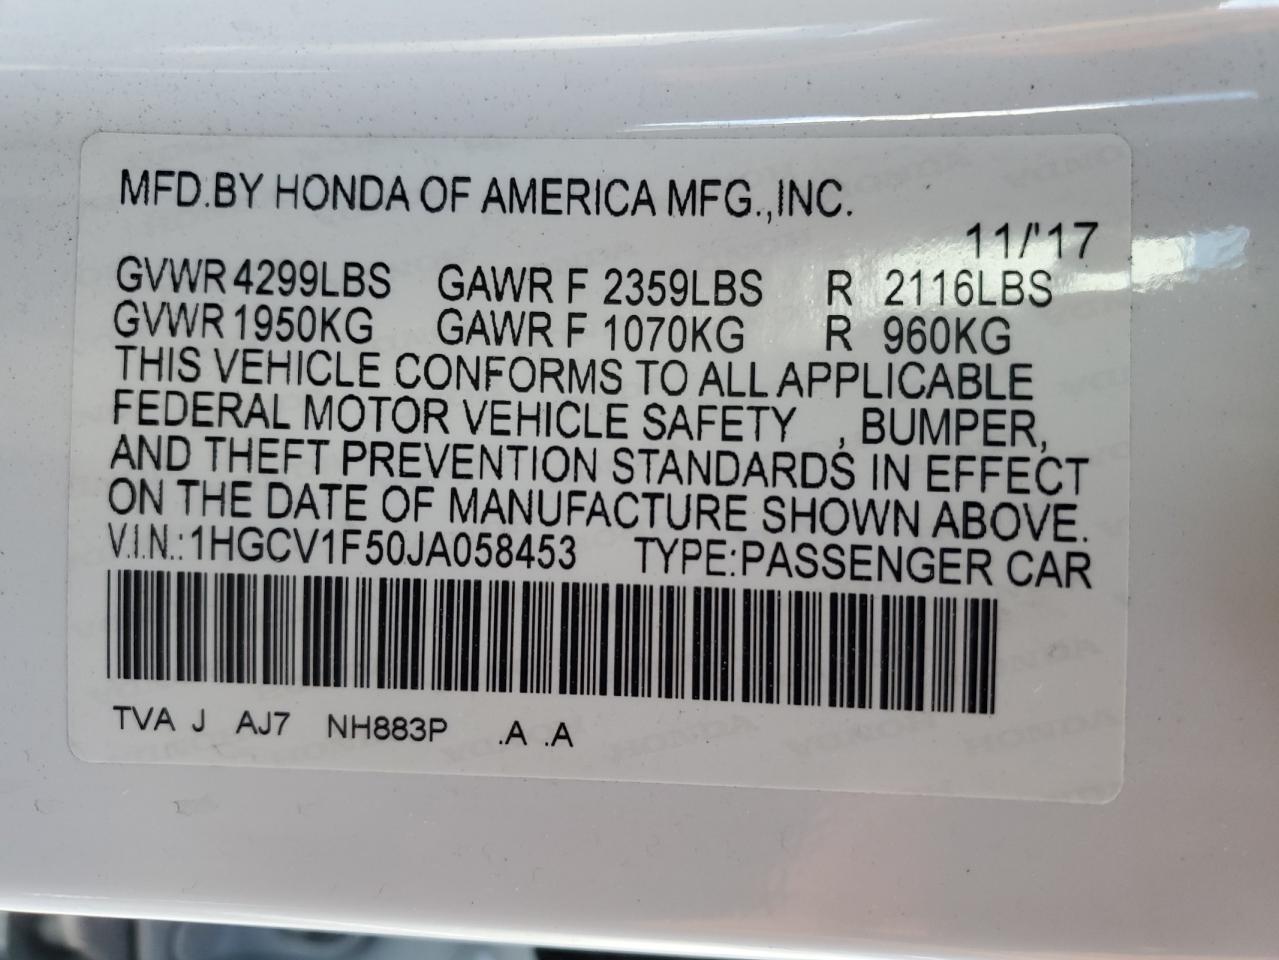 MFD.BY HONDA OF AMERICA MFG.,INC.
11/'17
GVWR 4299LBS GAWR F 2359LBS R 2116LBS
GVWR 1950KG GAWR F 1070KG R 960KG
THIS VEHICLE CONFORMS TO ALL APPLICABLE
FEDERAL MOTOR VEHICLE SAFETY , BUMPER,
AND THEFT PREVENTION STANDARDS IN EFFECT
ON THE DATE OF MANUFACTURE SHOWN ABOVE.
V.I.N.:1HGCV1F50JA058453 TYPE:PASSENGER CAR
TVA J AJ7 NH883P .A .A